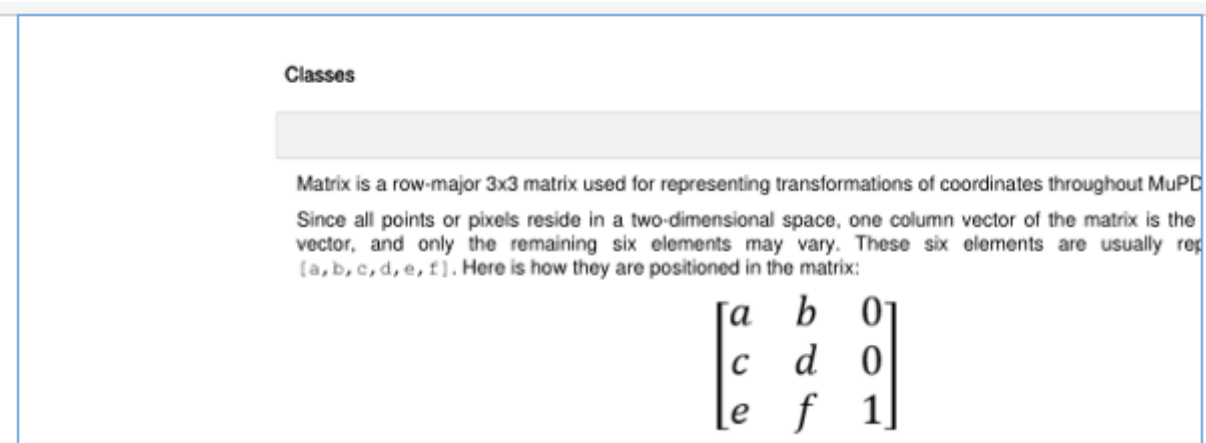 Classes
Matrix is a row-major 3x3 matrix used for representing transformations of coordinates throughout
Since all points or pixels reside in a two-dimensional space, one column vector of the matrix is the
vector, and only the remaining six elements may vary. These six elements are usually
[a,b,c,d,e,f]. Here is how they are positioned in the matrix:
a b 0
c d 0
e f 1